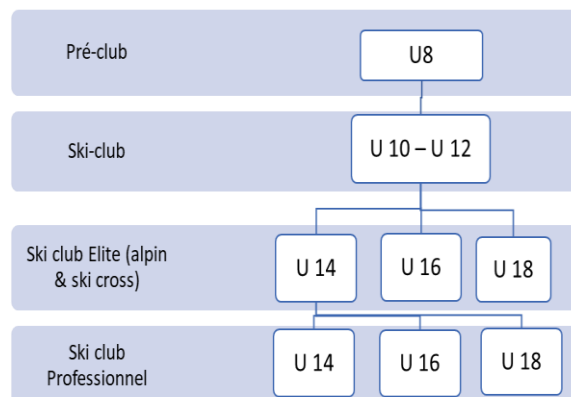 Pré-club
U8
Ski-club
U 10 – U 12
Ski club Elite (alpin
& ski cross)
U 14
U 16
U 18
Ski club
Professionnel
U 14
U 16
U 18